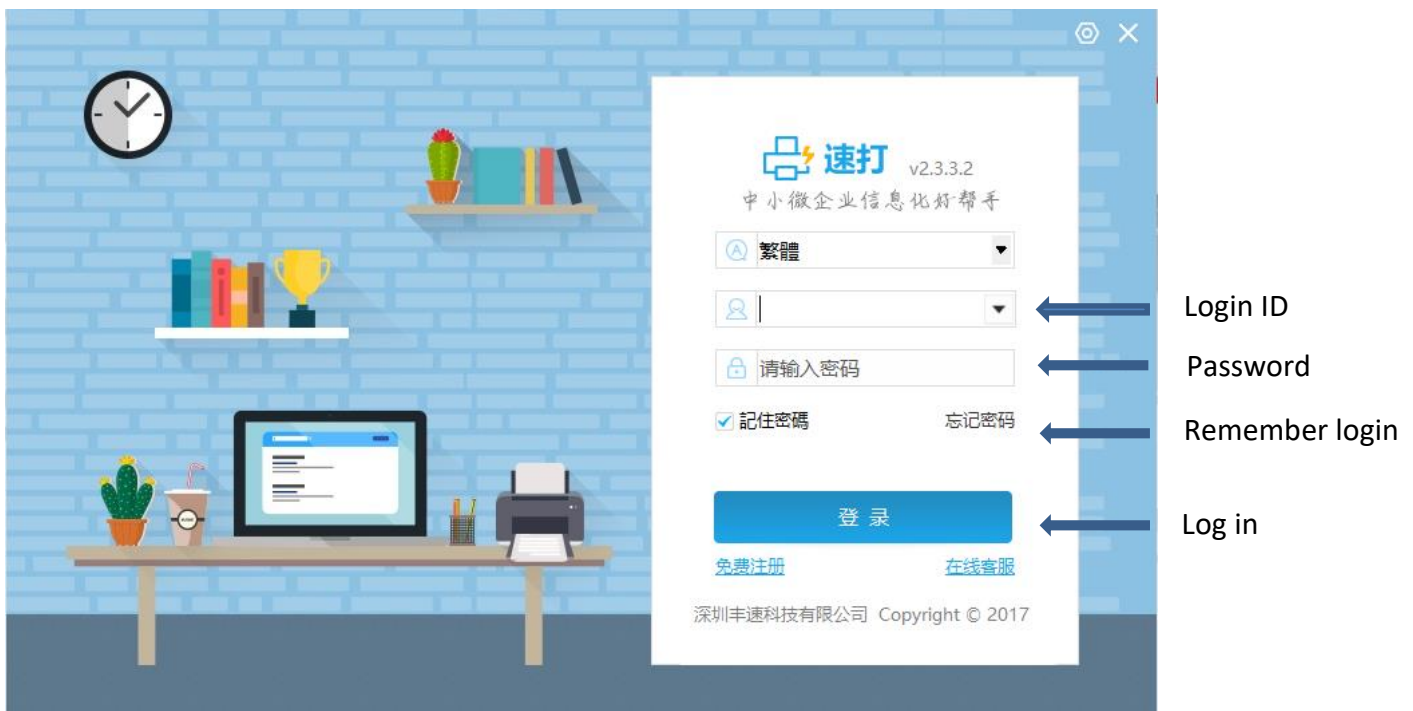 速打 v2.3.3.2
中小微企业信息化好帮手
繁體
Login ID
请输入密码
Password
記住密碼 忘记密码
Remember login
登录
Log in
免费注册 在线客服
深圳丰速科技有限公司 Copyright © 2017